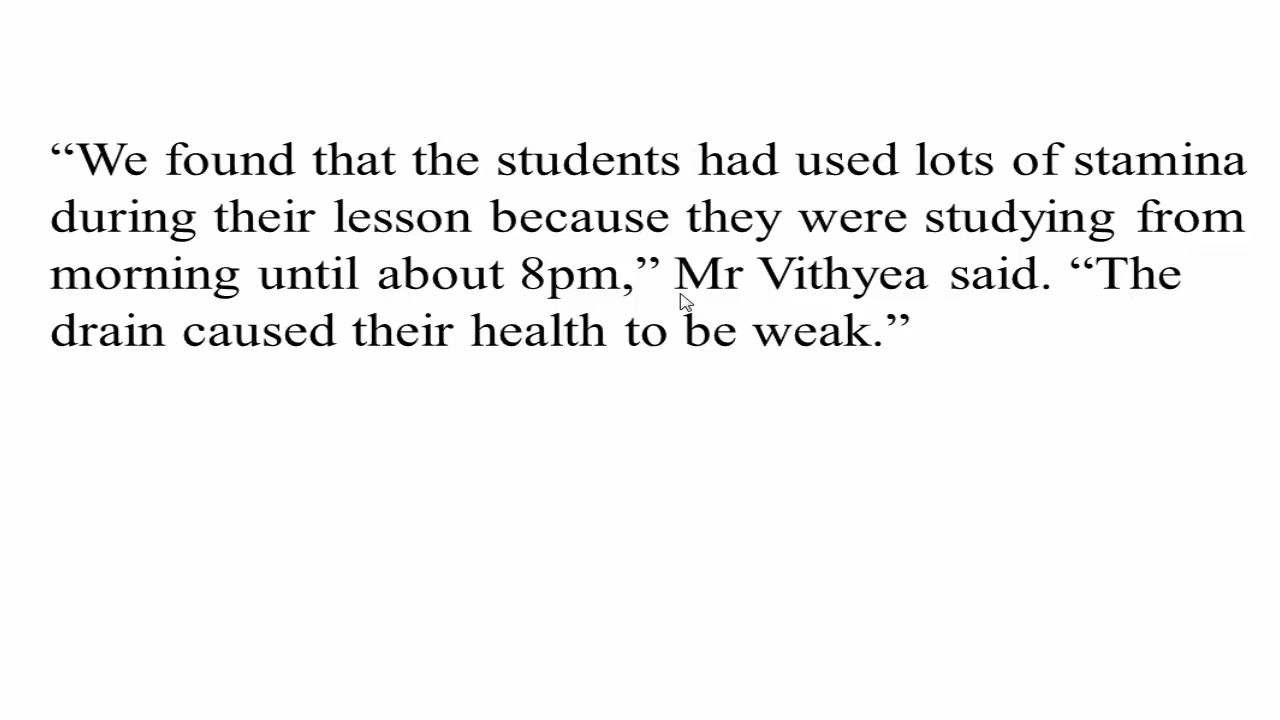 “We found that the students had used lots of stamina
during their lesson because they were studying from
morning until about 8pm,” Mr Vithyea said. “The
drain caused their health to be weak.”